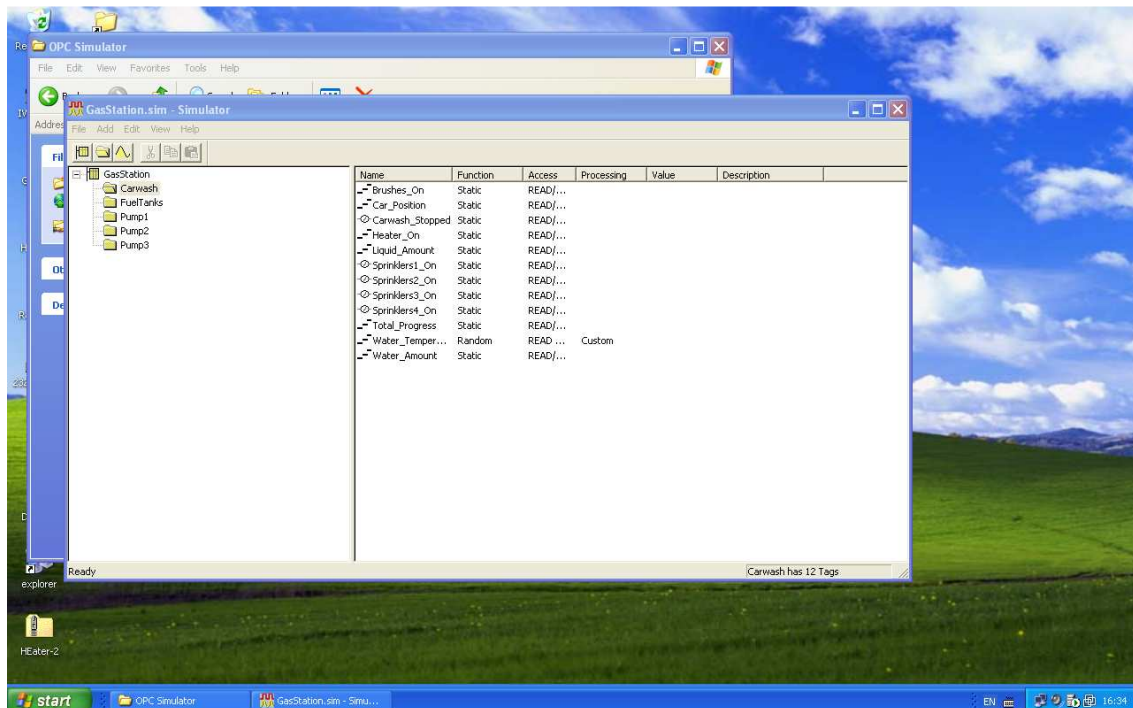 OPC Simulator
File Edit View Favorites Tools Help
GasStation.sim - Simulator
File Add Edit View Help
GasStation
Carwash
FuelTanks
Pump1
Pump2
Pump3
Name Function Access Processing Value Description
Brushes_On Static READ/...
Car_Position Static READ/...
Carwash_Stopped Static READ/...
Heater_On Static READ/...
Liquid_Amount Static READ/...
Sprinklers1_On Static READ/...
Sprinklers2_On Static READ/...
Sprinklers3_On Static READ/...
Sprinklers4_On Static READ/...
Total_Progress Static READ/...
Water_Temper... Random READ ... Custom
Water_Amount Static READ/...
Ready Carwash has 12 Tags
explorer
HEater-2
start OPC Simulator GasStation.sim - Simu... EN 16:34